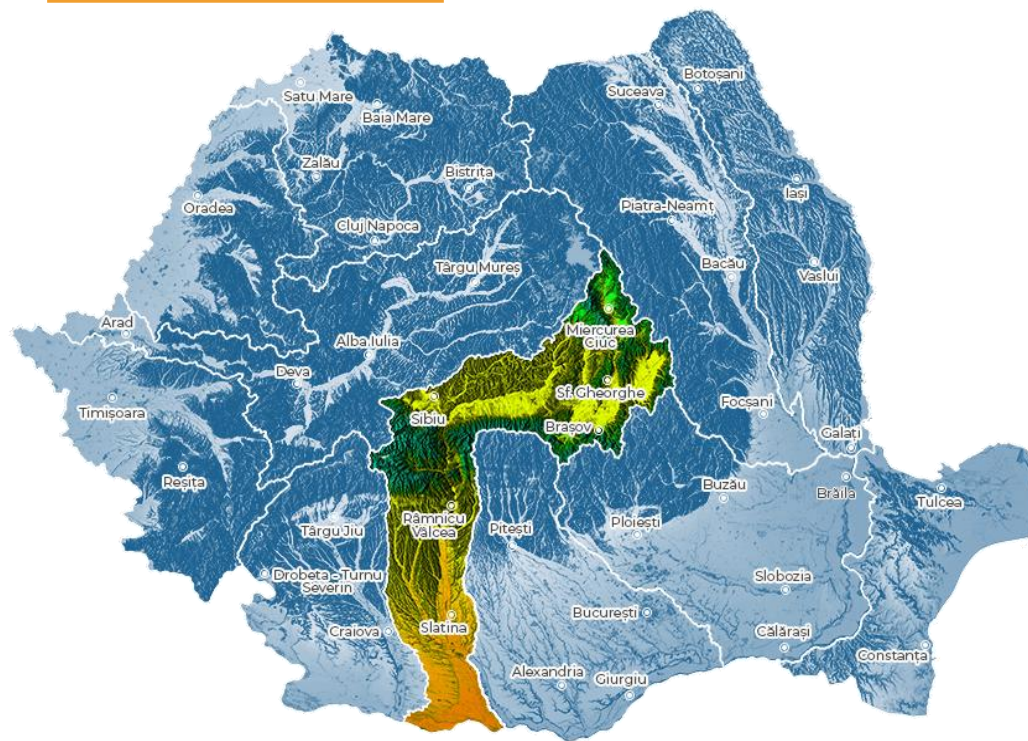 Botoșani
Satu Mare
Suceava
Baia Mare
Zalău
Bistrița
Iași
Oradea
Piatra-Neamț
Cluj Napoca
Târgu Mureș
Vaslui
Bacău
Arad
Miercurea
Ciuc
Alba Iulia
Deva
Sf. Gheorghe
Timișoara
Sibiu
Focșani
Brașov
Galați
Reșița
Buzău
Brăila
Tulcea
Râmnicu
Vâlcea
Târgu Jiu
Pitești
Ploiești
Drobeta - Turnu
Severin
Slobozia
București
Slatina
Craiova
Călărași
Constanța
Alexandria
Giurgiu